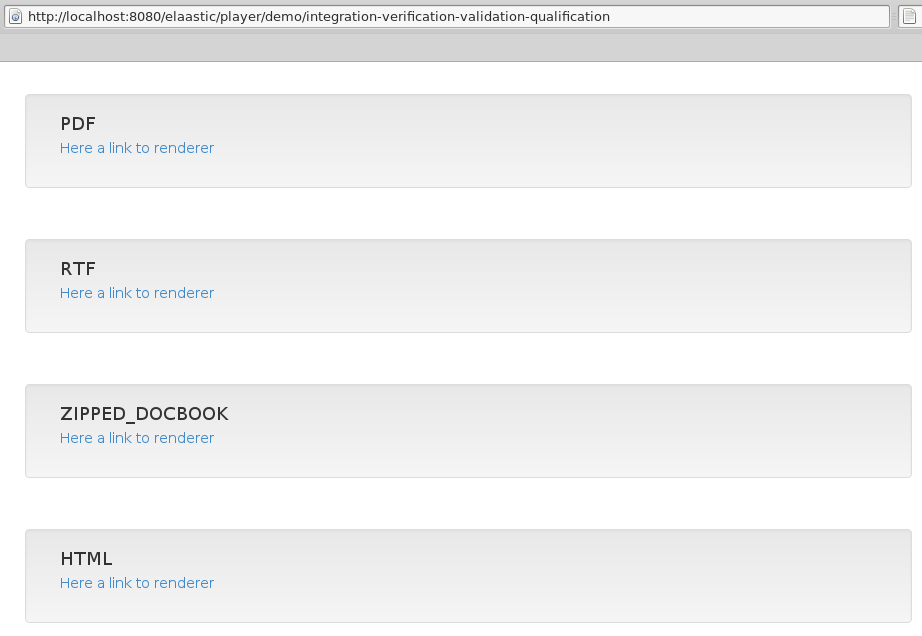 http://localhost:8080/elaastic/player/demo/integration-verification-validation-qualification
PDF
Here a link to renderer
RTF
Here a link to renderer
ZIPPED_DOCBOOK
Here a link to renderer
HTML
Here a link to renderer